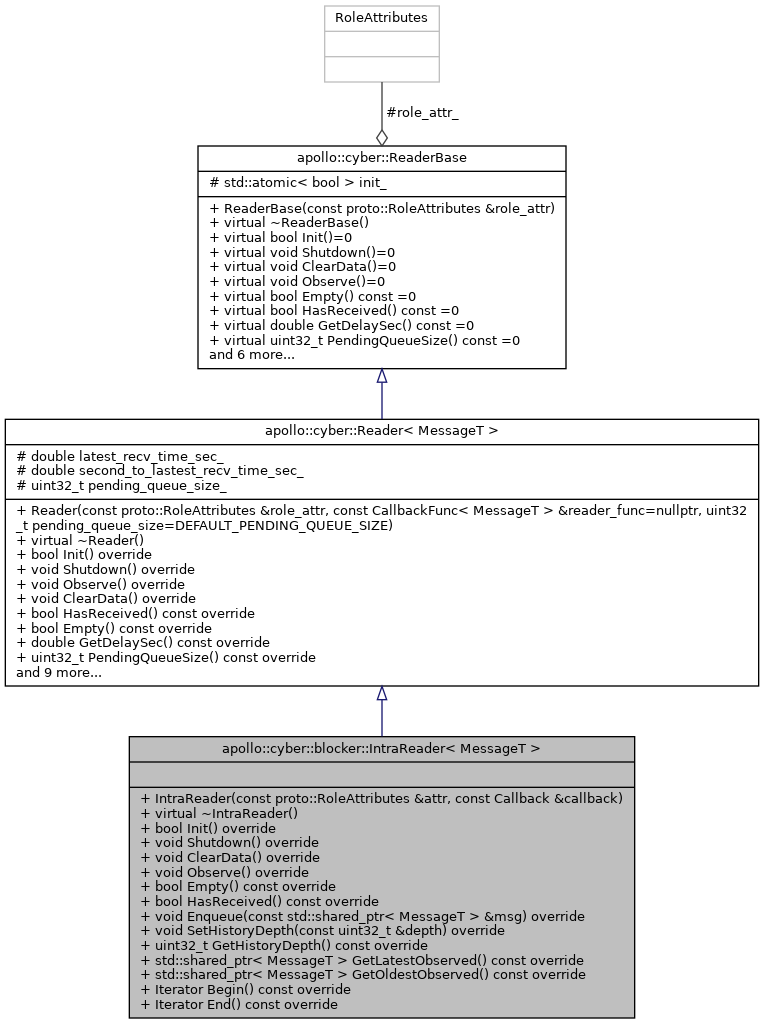 RoleAttributes
#role_attr_
apollo::cyber::ReaderBase
# std::atomic< bool > init_
+ ReaderBase(const proto::RoleAttributes &role_attr)
+ virtual ~ReaderBase()
+ virtual bool Init()=0
+ virtual void Shutdown()=0
+ virtual void ClearData()=0
+ virtual void Observe()=0
+ virtual bool Empty() const =0
+ virtual bool HasReceived() const =0
+ virtual double GetDelaySec() const =0
+ virtual uint32_t PendingQueueSize() const =0
and 6 more...
apollo::cyber::Reader< MessageT >
# double latest_recv_time_sec_
# double second_to_lastest_recv_time_sec_
# uint32_t pending_queue_size_
+ Reader(const proto::RoleAttributes &role_attr, const CallbackFunc< MessageT > &reader_func=nullptr, uint32
_t pending_queue_size=DEFAULT_PENDING_QUEUE_SIZE)
+ virtual ~Reader()
+ bool Init() override
+ void Shutdown() override
+ void Observe() override
+ void ClearData() override
+ bool HasReceived() const override
+ bool Empty() const override
+ double GetDelaySec() const override
+ uint32_t PendingQueueSize() const override
and 9 more...
apollo::cyber::blocker::IntraReader< MessageT >
+ IntraReader(const proto::RoleAttributes &attr, const Callback &callback)
+ virtual ~IntraReader()
+ bool Init() override
+ void Shutdown() override
+ void ClearData() override
+ void Observe() override
+ bool Empty() const override
+ bool HasReceived() const override
+ void Enqueue(const std::shared_ptr< MessageT > &msg) override
+ void SetHistoryDepth(const uint32_t &depth) override
+ uint32_t GetHistoryDepth() const override
+ std::shared_ptr< MessageT > GetLatestObserved() const override
+ std::shared_ptr< MessageT > GetOldestObserved() const override
+ Iterator Begin() const override
+ Iterator End() const override